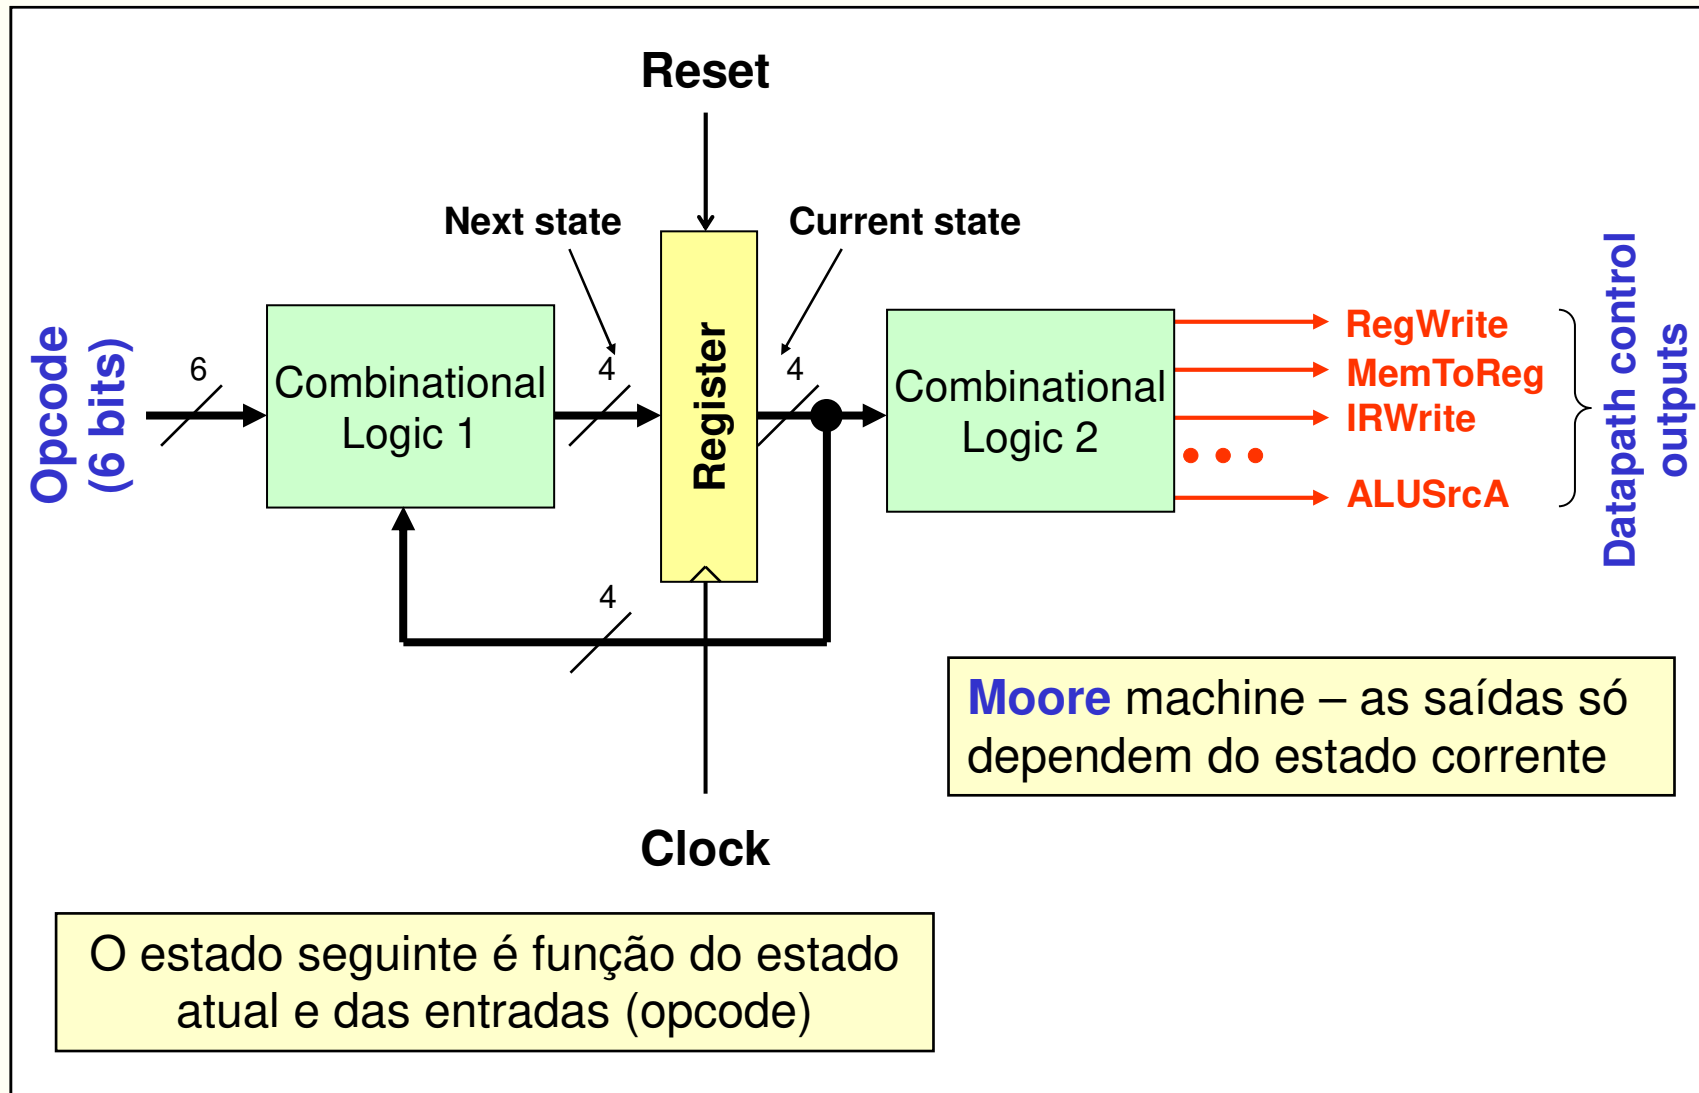 Reset
Next state
Current state
Opcode
(6 bits)
6
Combinational
Logic 1
4
Register
4
Combinational
Logic 2
RegWrite
MemToReg
IRWrite
• • •
ALUSrcA
Datapath control
outputs
4
Clock
Moore machine – as saídas só
dependem do estado corrente
O estado seguinte é função do estado
atual e das entradas (opcode)